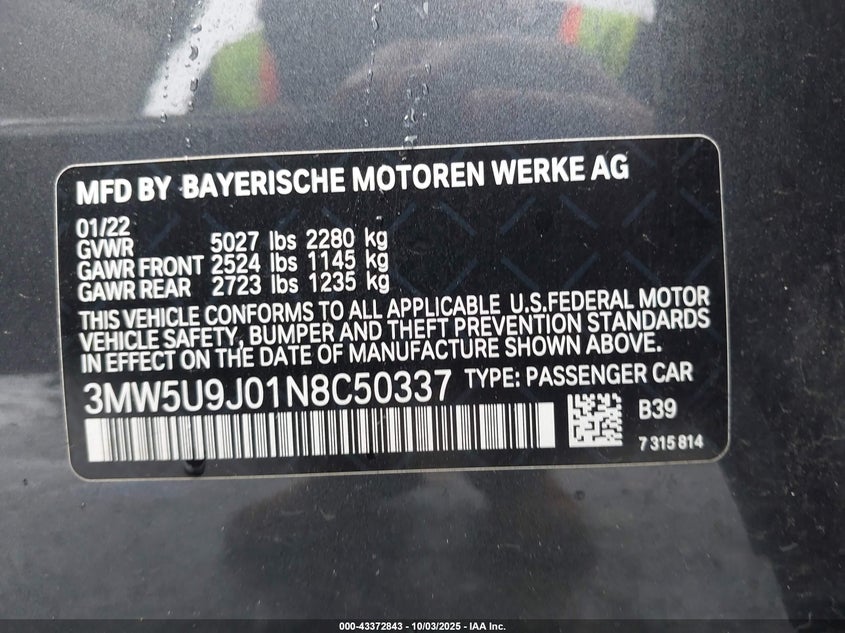 MFD BY BAYERISCHE MOTOREN WERKE AG
01/22
GVWR 5027 lbs 2280 kg
GAWR FRONT 2524 lbs 1145 kg
GAWR REAR 2723 lbs 1235 kg
THIS VEHICLE CONFORMS TO ALL APPLICABLE U.S.FEDERAL MOTOR
VEHICLE SAFETY, BUMPER AND THEFT PREVENTION STANDARDS
IN EFFECT ON THE DATE OF MANUFACTURE SHOWN ABOVE.
3MW5U9J01N8C50337 TYPE: PASSENGER CAR
B39
7 315 814
000-43372843 - 10/03/2025 - IAA Inc.